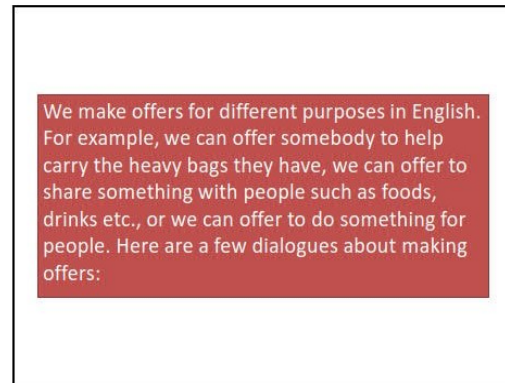 We make offers for different purposes in English.
For example, we can offer somebody to help
carry the heavy bags they have, we can offer to
share something with people such as foods,
drinks etc., or we can offer to do something for
people. Here are a few dialogues about making
offers: